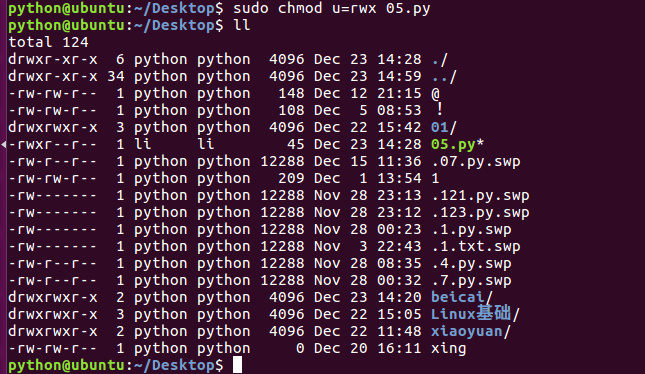 python@ubuntu:~/Desktop$ sudo chmod u=rwx 05.py
python@ubuntu:~/Desktop$ ll
total 124
drwxr-xr-x  6 python python  4096 Dec 23 14:28 ./
drwxr-xr-x 34 python python  4096 Dec 23 14:59 ../
-rw-rw-r--  1 python python   148 Dec 12 21:15 @
-rw-rw-r--  1 python python   108 Dec  5 08:53 ！
drwxrwxr-x  3 python python  4096 Dec 22 15:42 01/
-rwxr--r--  1 li     li        45 Dec 23 14:28 05.py*
-rw-r--r--  1 python python 12288 Dec 15 11:36 .07.py.swp
-rw-rw-r--  1 python python   209 Dec  1 13:54 1
-rw-------  1 python python 12288 Nov 28 23:13 .121.py.swp
-rw-------  1 python python 12288 Nov 28 23:12 .123.py.swp
-rw-------  1 python python 12288 Nov 28 00:23 .1.py.swp
-rw-------  1 python python 12288 Nov  3 22:43 .1.txt.swp
-rw-r--r--  1 python python 12288 Nov 28 08:35 .4.py.swp
-rw-r--r--  1 python python 12288 Nov 28 00:32 .7.py.swp
drwxrwxr-x  2 python python  4096 Dec 23 14:20 beicai/
drwxrwxr-x  3 python python  4096 Dec 22 15:05 Linux基础/
drwxrwxr-x  2 python python  4096 Dec 22 11:48 xiaoyuan/
-rw-rw-r--  1 python python     0 Dec 20 16:11 xing
python@ubuntu:~/Desktop$